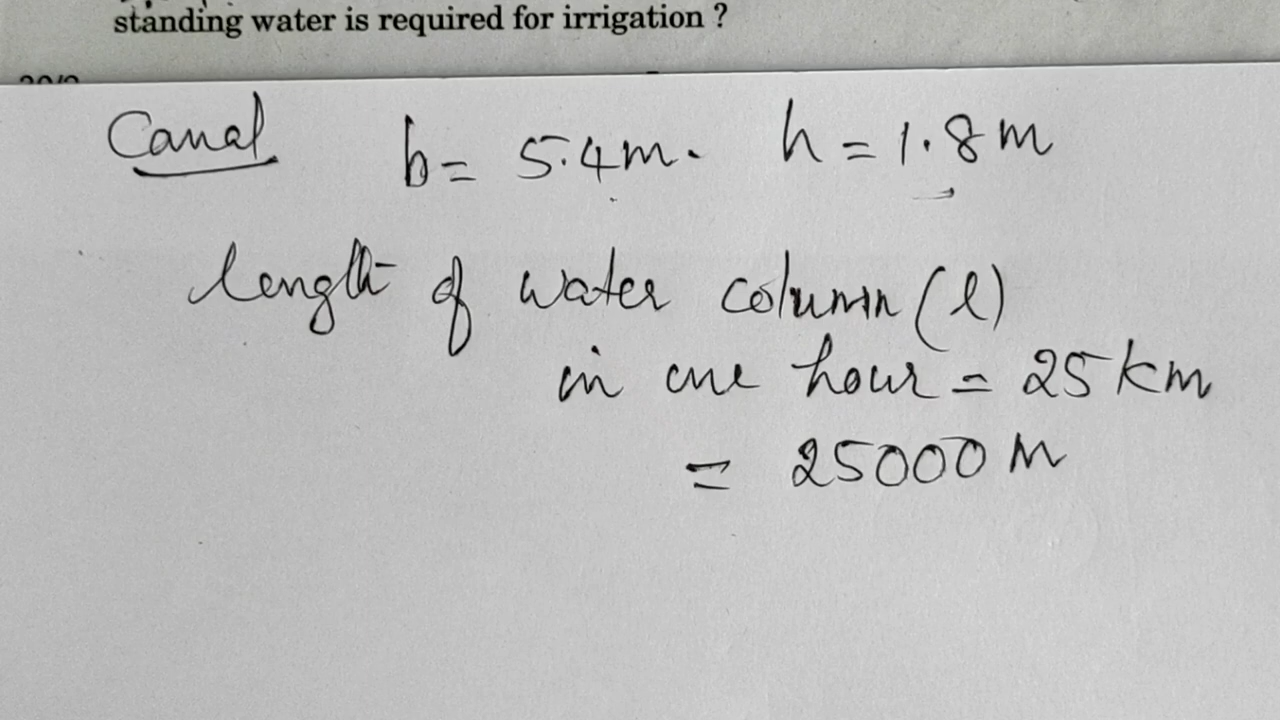 standing water is required for irrigation ?
Canal b = 5.4m. h = 1.8m
length of water column (l)
in one hour = 25 km
= 25000 m